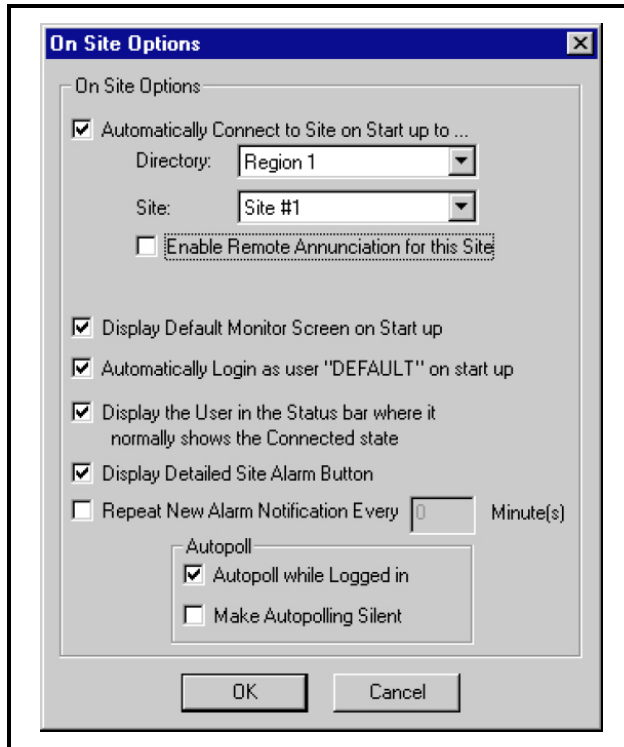 On Site Options
On Site Options
Automatically Connect to Site on Start up to ...
Directory: Region 1
Site: Site #1
Enable Remote Annunciation for this Site
Display Default Monitor Screen on Start up
Automatically Login as user "DEFAULT" on start up
Display the User in the Status bar where it
normally shows the Connected state
Display Detailed Site Alarm Button
Repeat New Alarm Notification Every 0 Minute(s)
Autopoll
Autopoll while Logged in
Make Autopolling Silent
OK Cancel